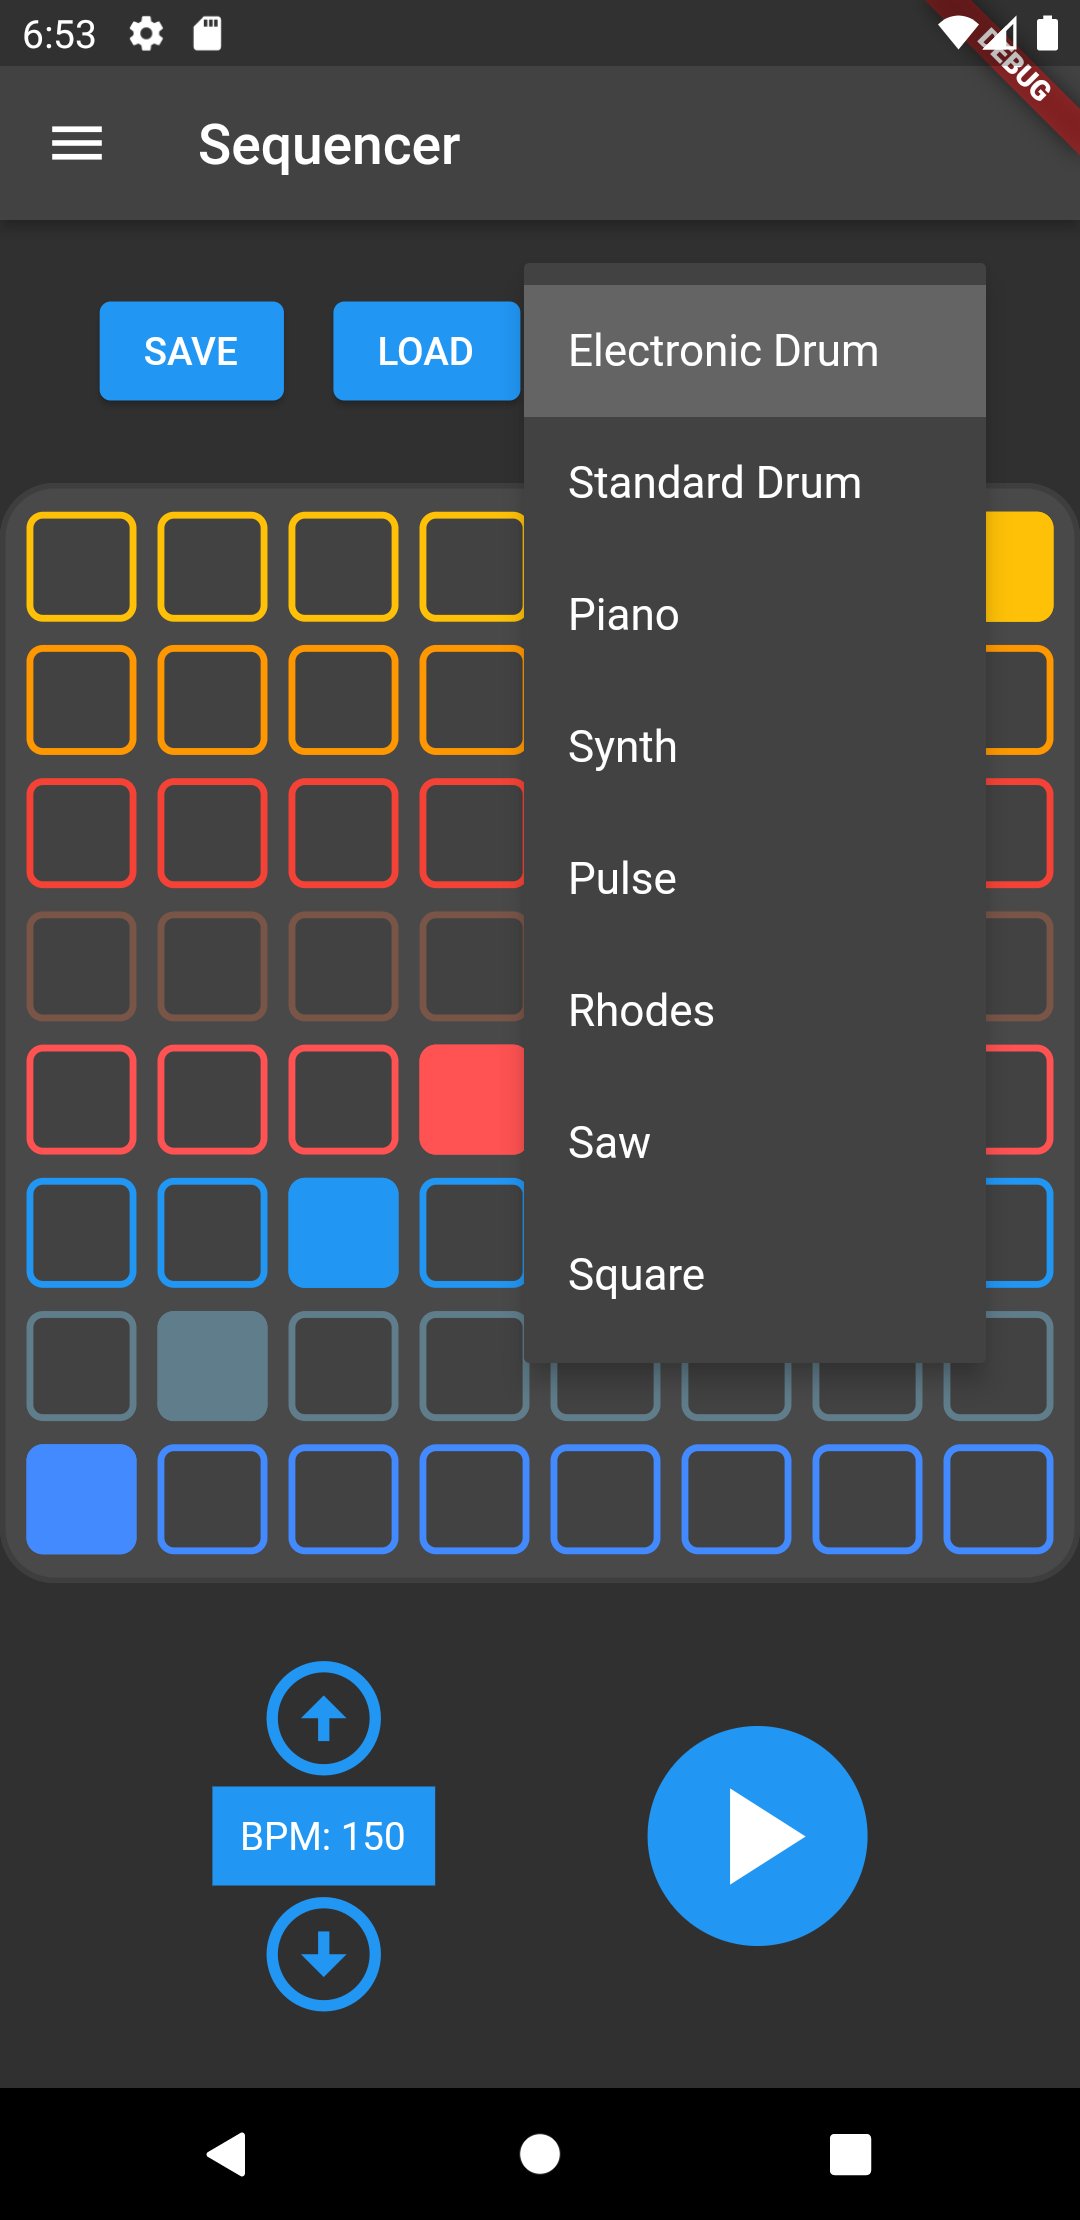 6:53
DEBUG
Sequencer
SAVE
LOAD
Electronic Drum
Standard Drum
Piano
Synth
Pulse
Rhodes
Saw
Square
BPM: 150